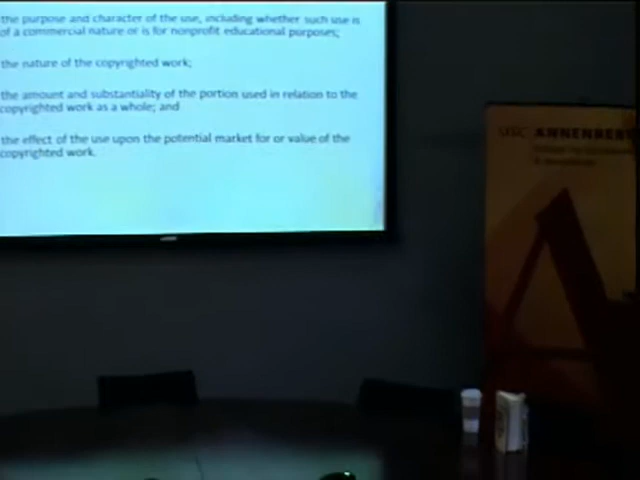 the purpose and character of the use, including whether such use is
of a commercial nature or is for nonprofit educational purposes;
the nature of the copyrighted work;
the amount and substantiality of the portion used in relation to the
copyrighted work as a whole; and
the effect of the use upon the potential market for or value of the
copyrighted work.
USC ANNENBERG